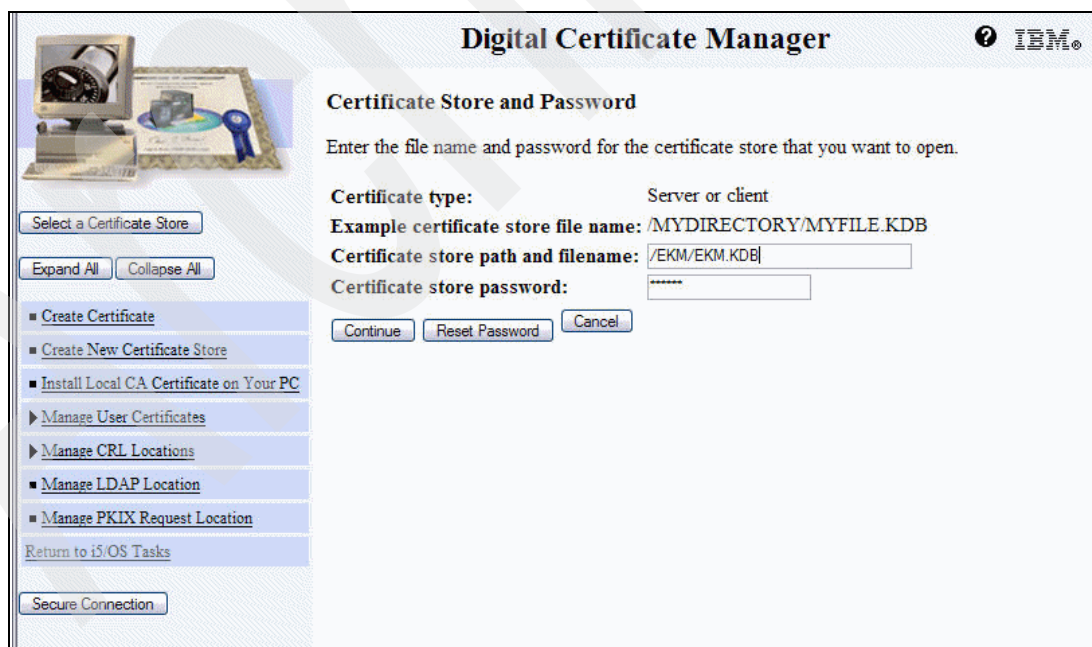 Digital Certificate Manager
? IBM®
Select a Certificate Store
Expand All Collapse All
Create Certificate
Create New Certificate Store
Install Local CA Certificate on Your PC
Manage User Certificates
Manage CRL Locations
Manage LDAP Location
Manage PKIX Request Location
Return to i5/OS Tasks
Secure Connection
Certificate Store and Password
Enter the file name and password for the certificate store that you want to open.
Certificate type: Server or client
Example certificate store file name: /MYDIRECTORY/MYFILE.KDB
Certificate store path and filename: /EKM/EKM.KDB
Certificate store password: ******
Continue Reset Password Cancel